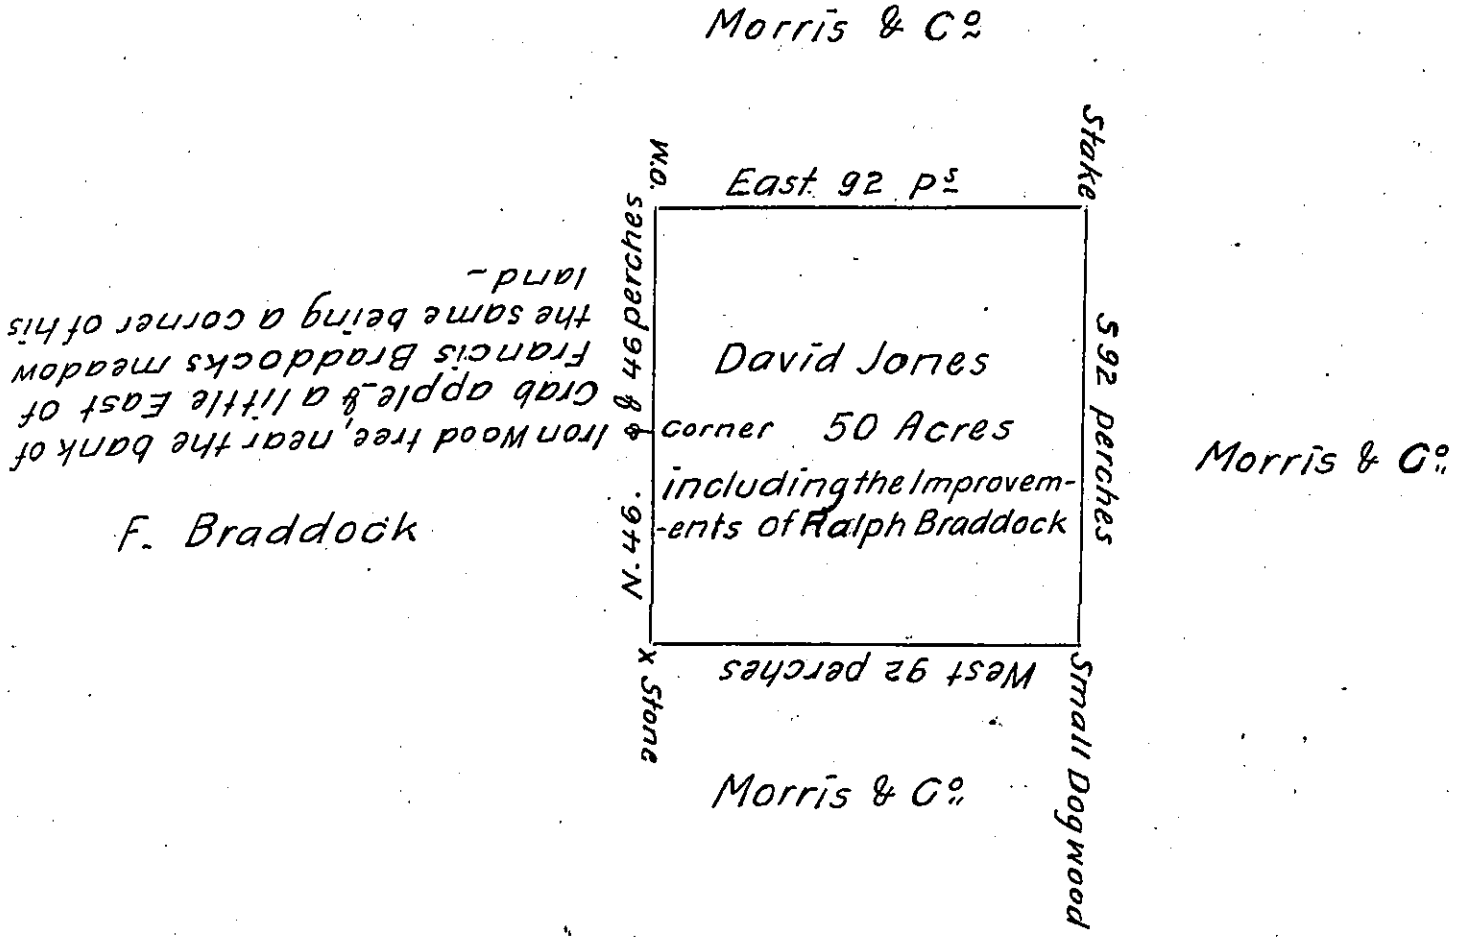 Morris & Co
W.O.
East 92 ps
Stake
N. 46. & 46 perches
S 92 perches
Iron Wood tree, near the bank of
Crab apple & a little East of
Francis Braddocks meadow
the same being a corner of his
land -
David Jones
corner 50 Acres
including the Improvem-
-ents of Ralph Braddock
Morris & Co
F. Braddock
West 92 perches
X Stone
Small Dogwood
Morris & Co